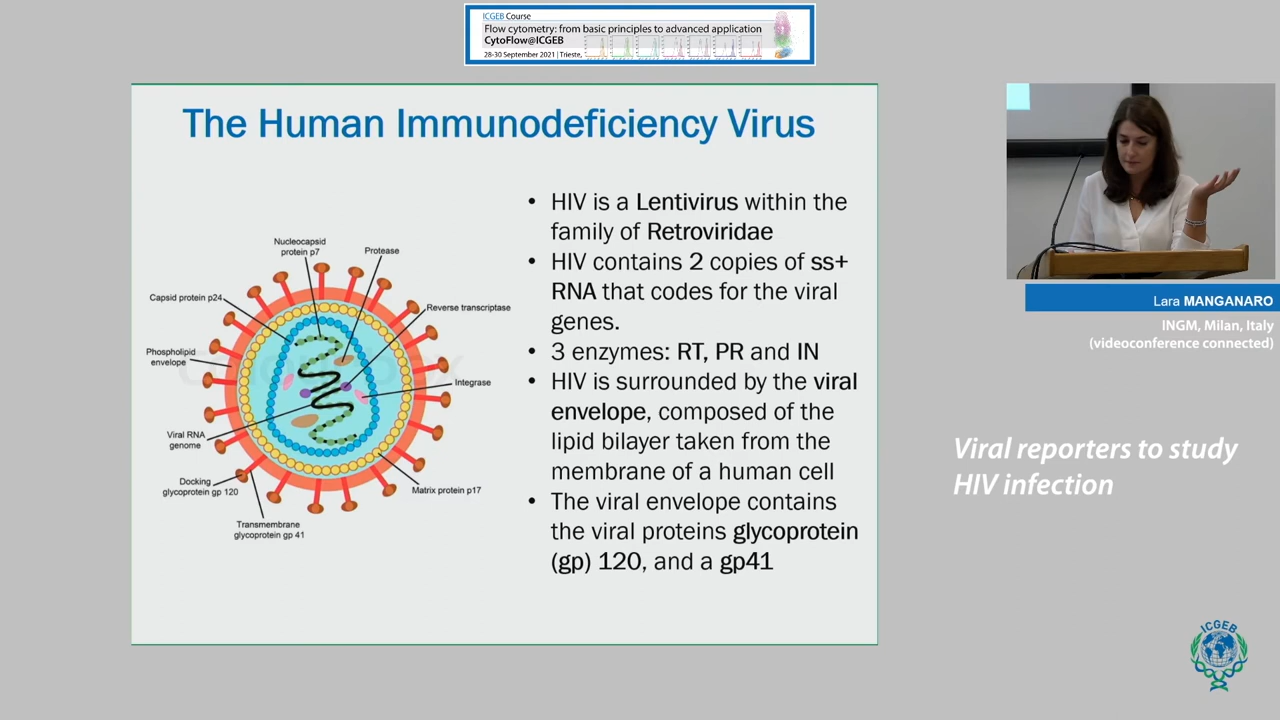 ICGEB Course
Flow cytometry: from basic principles to advanced application
CytoFlow@ICGEB
28-30 September 2021 | Trieste,
The Human Immunodeficiency Virus
Nucleocapsid
protein p7
Protease
Capsid protein p24
Reverse transcriptase
Phospholipid
envelope
Integrase
Viral RNA
genome
Docking
glycoprotein gp 120
Matrix protein p17
Transmembrane
glycoprotein gp 41
• HIV is a Lentivirus within the
family of Retroviridae
• HIV contains 2 copies of ss+
RNA that codes for the viral
genes.
• 3 enzymes: RT, PR and IN
• HIV is surrounded by the viral
envelope, composed of the
lipid bilayer taken from the
membrane of a human cell
• The viral envelope contains
the viral proteins glycoprotein
(gp) 120, and a gp41
Lara MANGANARO
INGM, Milan, Italy
(videoconference connected)
Viral reporters to study
HIV infection
ICGEB